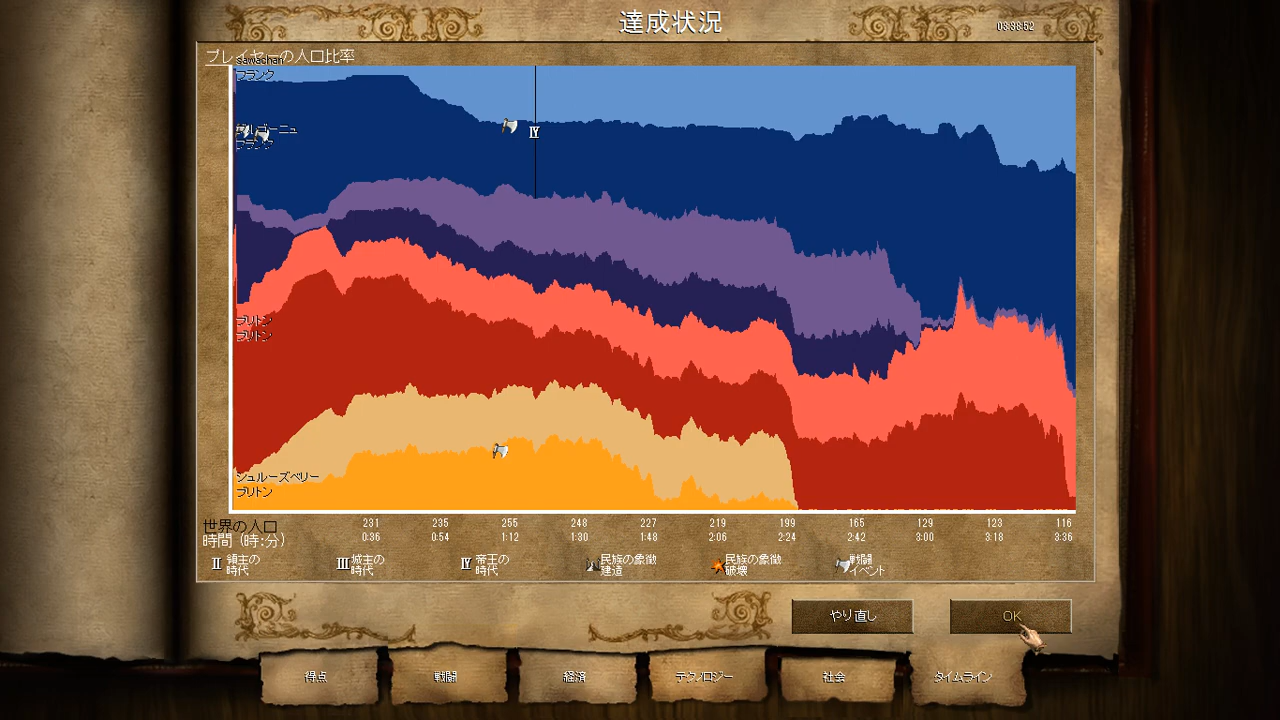 達成状況
03:38:52
プレイヤーの人口比率
sawachan
フランク
ブルゴーニュ
フランク
IV
ブリトン
ブリトン
シュルーズベリー
ブリトン
世界の人口 231 235 255 248 227 219 199 165 129 123 116
時間 (時:分) 0:36 0:54 1:12 1:30 1:48 2:06 2:24 2:42 3:00 3:18 3:36
II 領主の時代
III 城主の時代
IV 帝王の時代
民族の象徴建造
民族の象徴破壊
戦闘イベント
やり直し
OK
得点
戦闘
経済
テクノロジー
社会
タイムライン